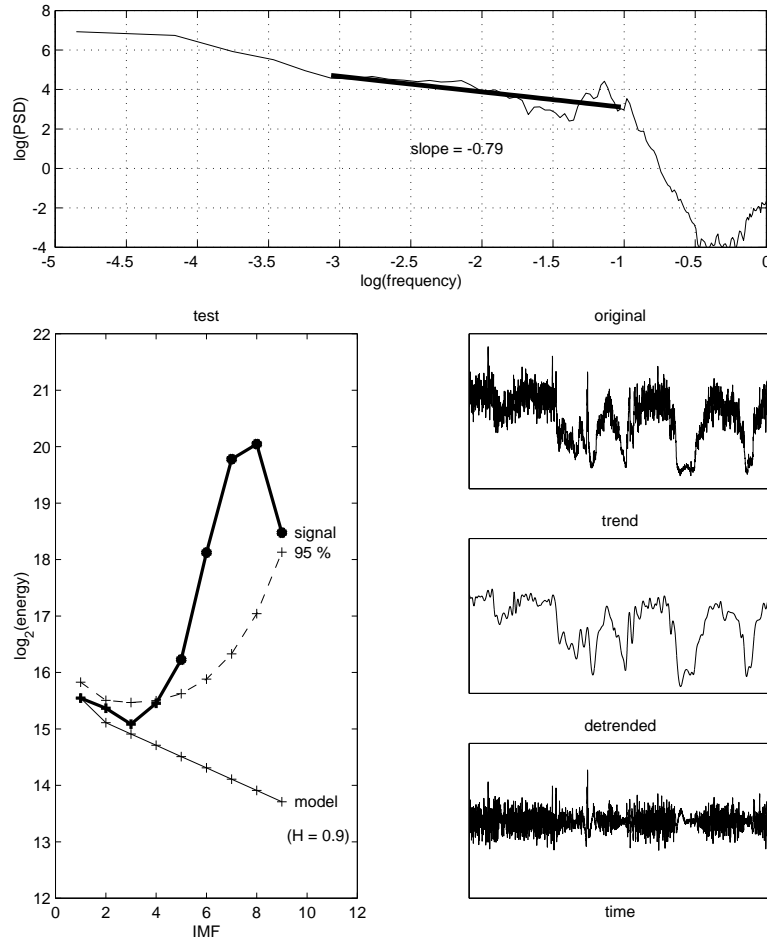 8
6
4
2
0
-2
-4
log(PSD)
slope = -0.79
-5 -4.5 -4 -3.5 -3 -2.5 -2 -1.5 -1 -0.5 0
log(frequency)
test
22
21
20
19
18
17
16
15
14
13
12
log2(energy)
signal
95 %
model
(H = 0.9)
0 2 4 6 8 10 12
IMF
original
trend
detrended
time